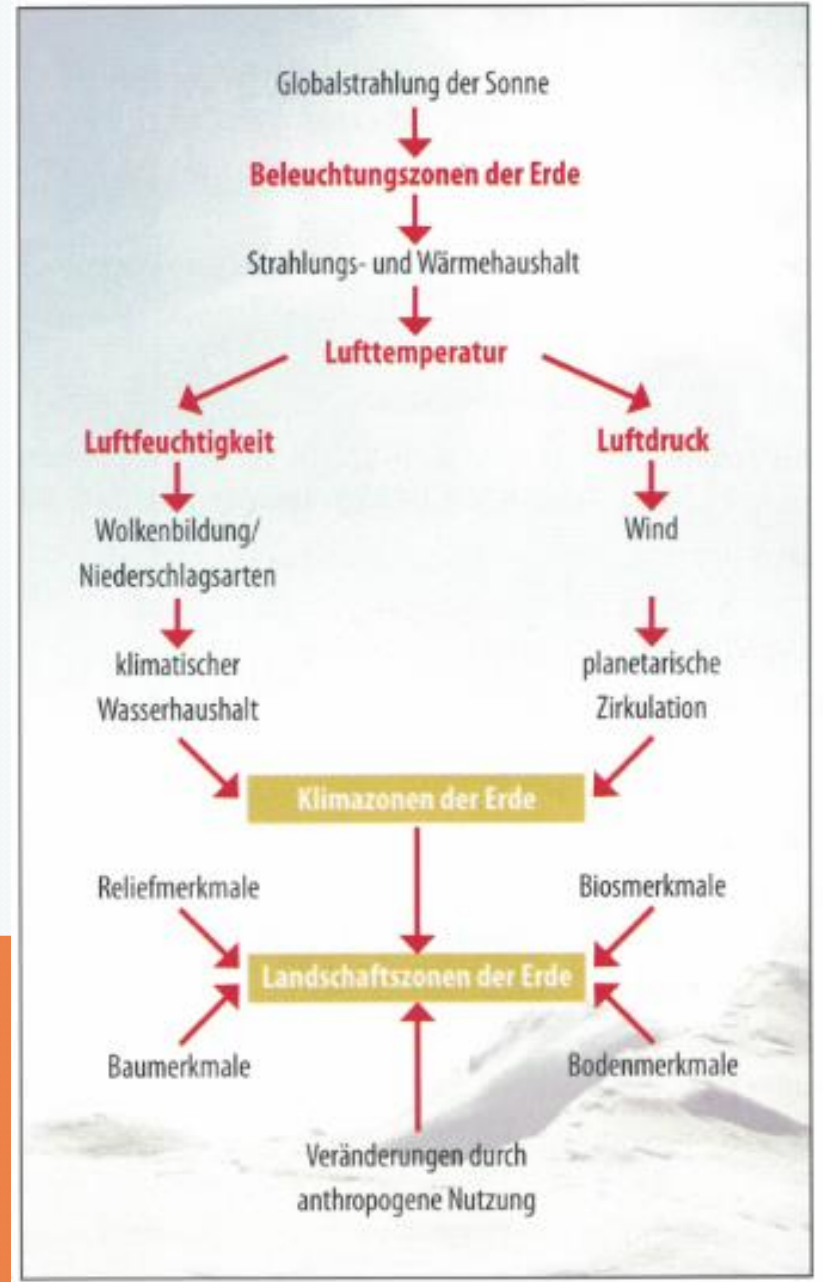 Globalstrahlung der Sonne
Beleuchtungszonen der Erde
Strahlungs- und Wärmehaushalt
Lufttemperatur
Luftfeuchtigkeit
Luftdruck
Wolkenbildung/
Niederschlagsarten
Wind
klimatischer
Wasserhaushalt
planetarische
Zirkulation
Klimazonen der Erde
Reliefmerkmale
Biosmerkmale
Landschaftszonen der Erde
Baumerkmale
Bodenmerkmale
Veränderungen durch
anthropogene Nutzung